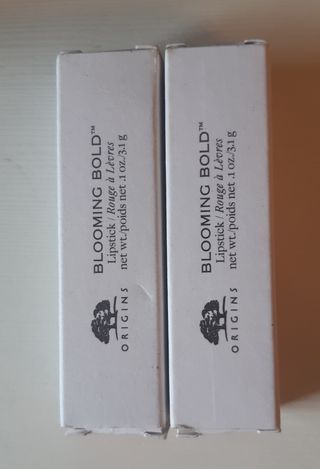 BLOOMING BOLD™
Lipstick / Rouge à Lèvres
net wt./poids net .1 oz./3.1 g
ORIGINS
BLOOMING BOLD™
Lipstick / Rouge à Lèvres
net wt./poids net .1 oz./3.1 g
ORIGINS